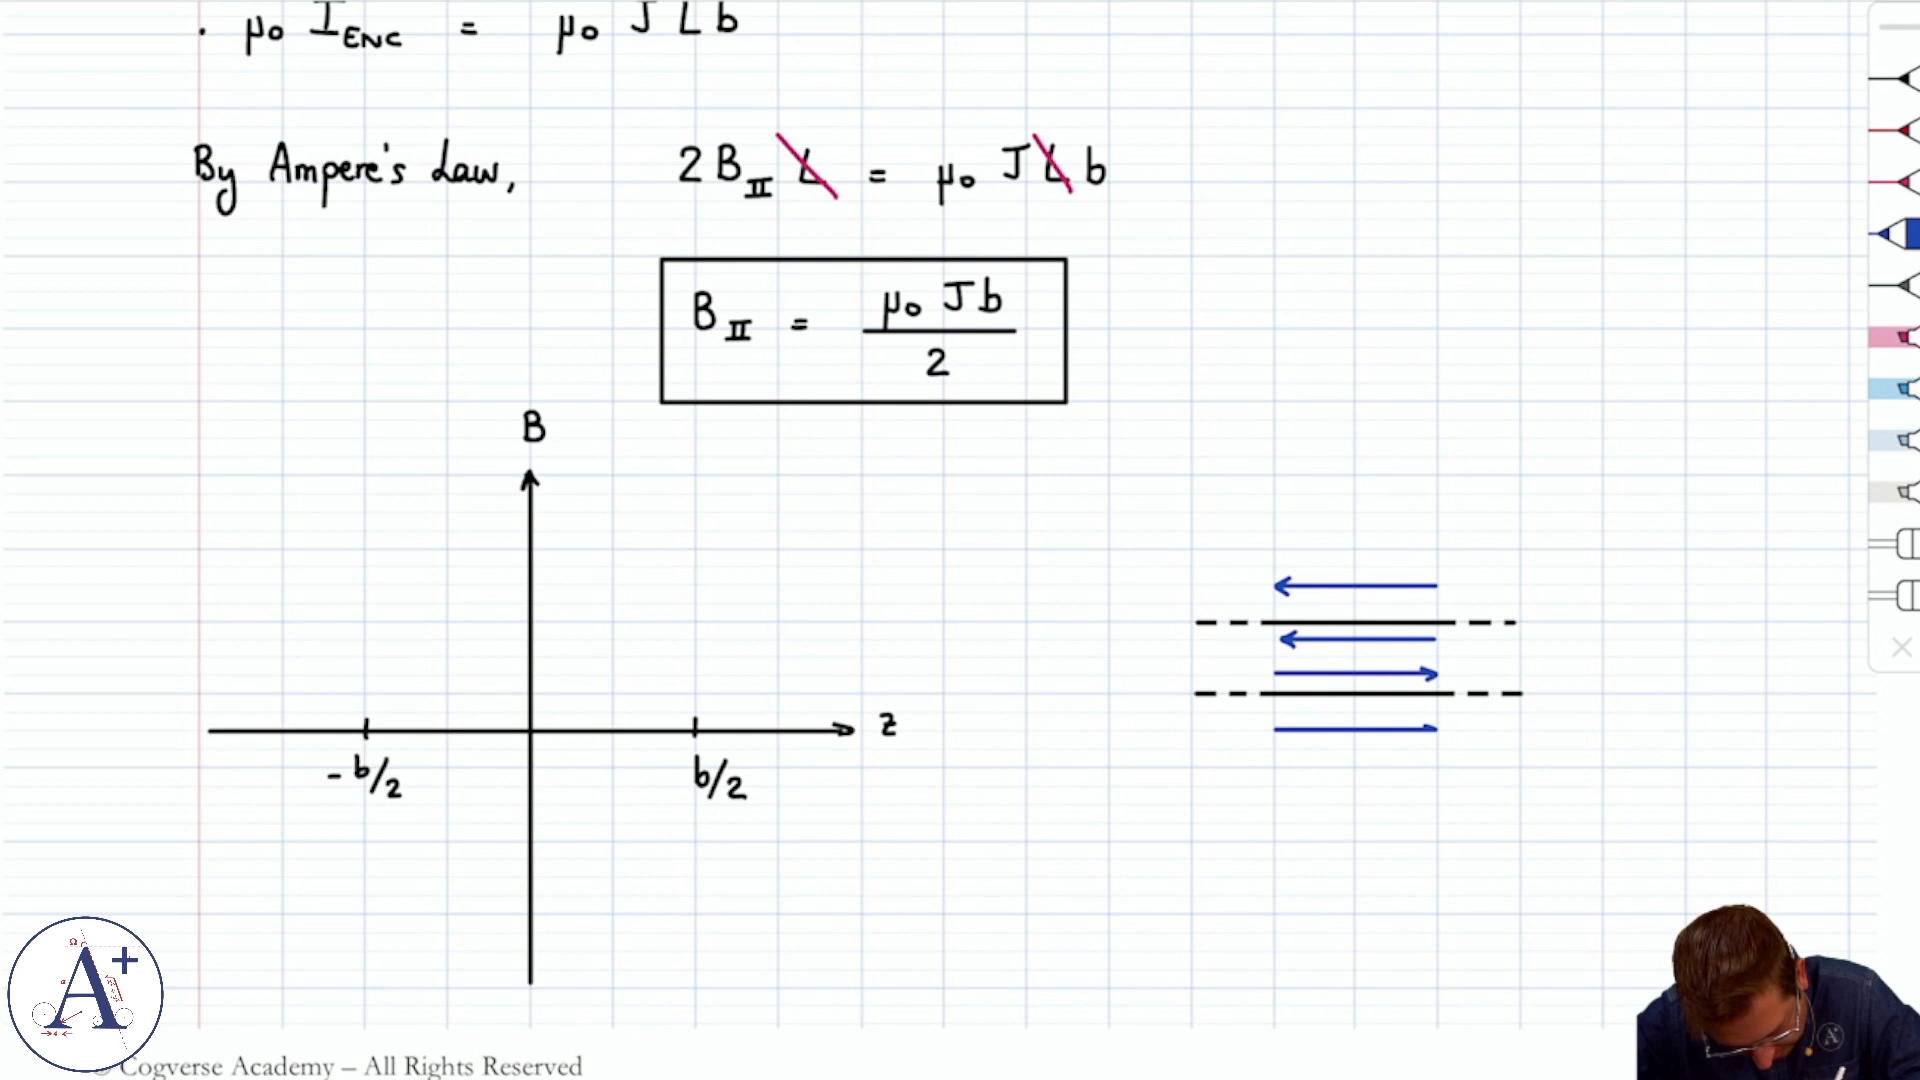 . μ₀ I_ENC = μ₀ J L b
By Ampere's Law, 2 B_II L = μ₀ J L b
B_II = μ₀ J b / 2
B
z
- b/2 b/2
A+
© Cogverse Academy – All Rights Reserved